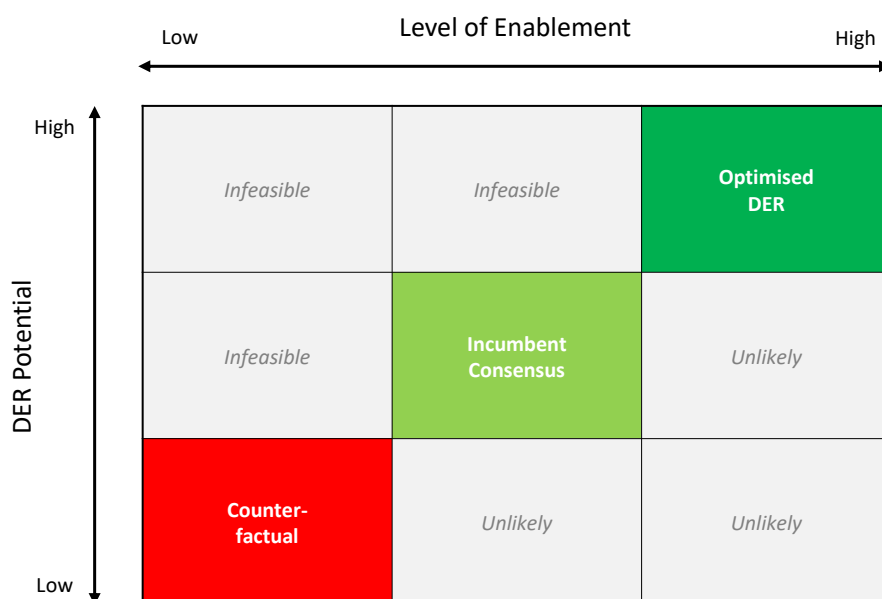 Level of Enablement
Low
High
High
DER Potential
Low
Infeasible
Infeasible
Optimised
DER
Infeasible
Incumbent
Consensus
Unlikely
Counter-
factual
Unlikely
Unlikely